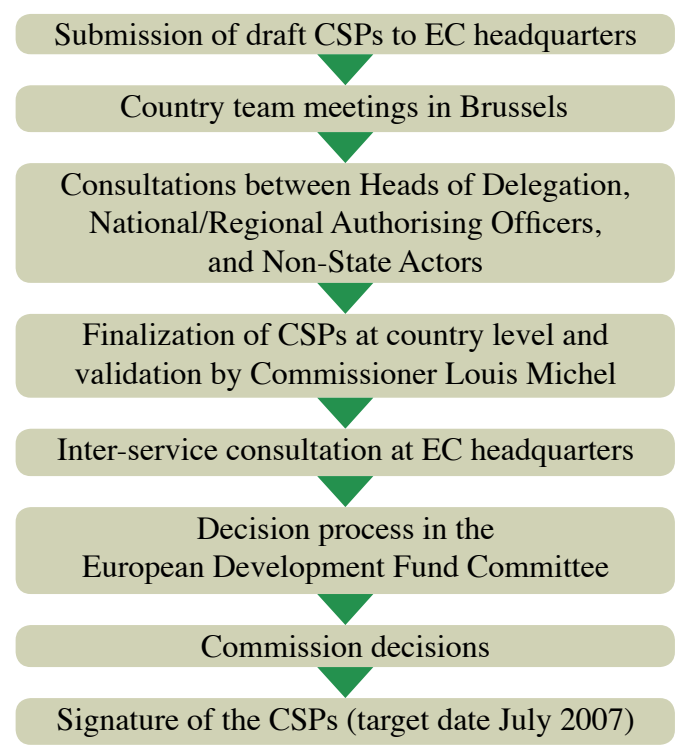 Submission of draft CSPs to EC headquarters
Country team meetings in Brussels
Consultations between Heads of Delegation,
National/Regional Authorising Officers,
and Non-State Actors
Finalization of CSPs at country level and
validation by Commissioner Louis Michel
Inter-service consultation at EC headquarters
Decision process in the
European Development Fund Committee
Commission decisions
Signature of the CSPs (target date July 2007)